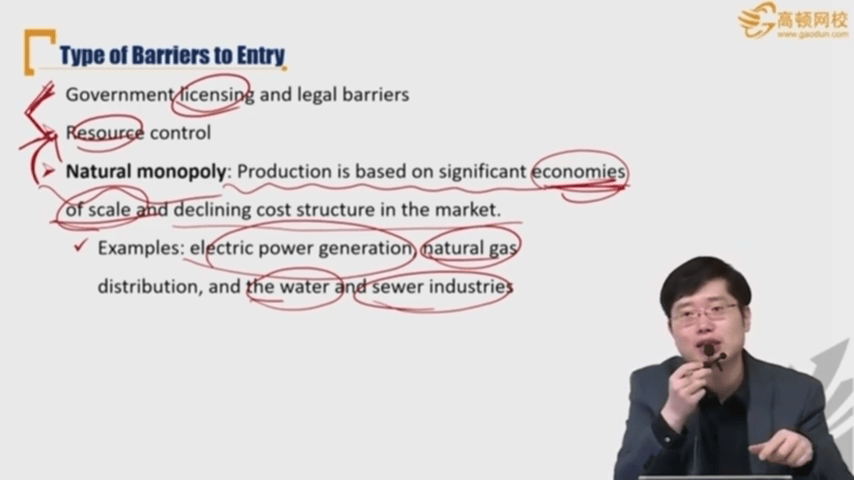 高顿网校
www.gaodun.com
Type of Barriers to Entry
Government licensing and legal barriers
Resource control
Natural monopoly: Production is based on significant economies
of scale and declining cost structure in the market.
Examples: electric power generation, natural gas
distribution, and the water and sewer industries